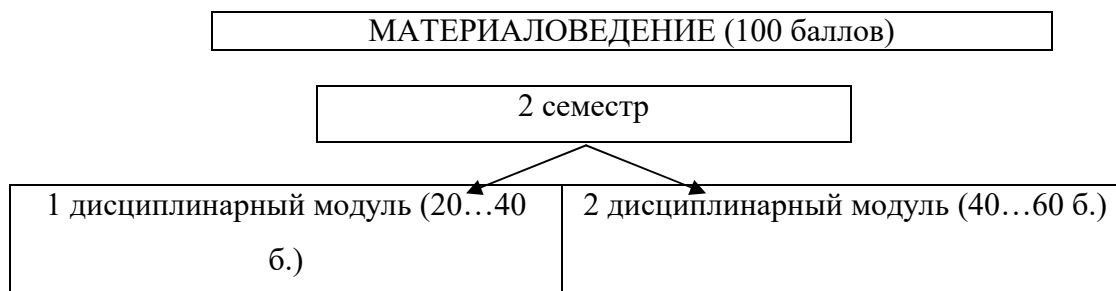 МАТЕРИАЛОВЕДЕНИЕ (100 баллов)
2 семестр
1 дисциплинарный модуль (20…40
б.)
2 дисциплинарный модуль (40…60 б.)